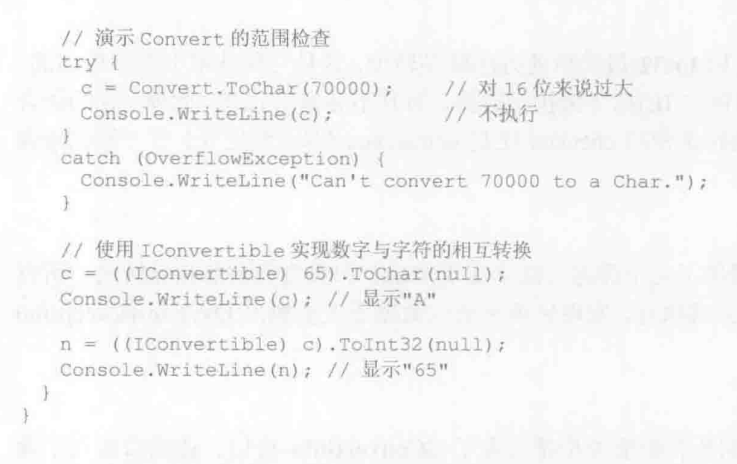 // 演示 Convert 的范围检查
try {
c = Convert.ToChar(70000); // 对 16 位来说过大
Console.WriteLine(c); // 不执行
}
catch (OverflowException) {
Console.WriteLine("Can't convert 70000 to a Char.");
}
// 使用 IConvertible 实现数字与字符的相互转换
c = ((IConvertible) 65).ToChar(null);
Console.WriteLine(c); // 显示"A"
n = ((IConvertible) c).ToInt32(null);
Console.WriteLine(n); // 显示"65"
}
}